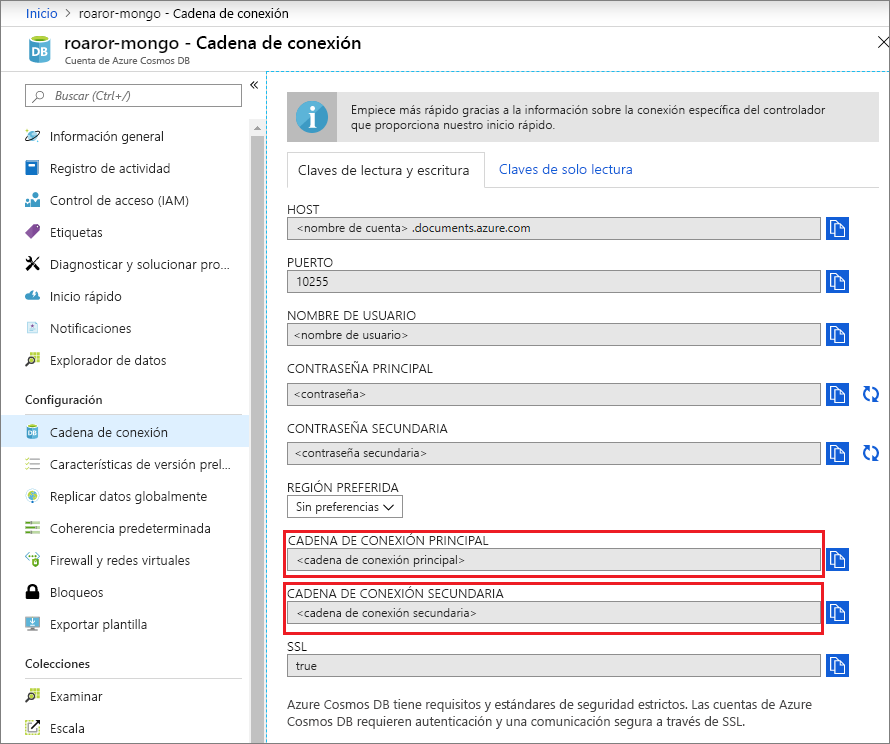 Inicio > roaror-mongo - Cadena de conexión
roaror-mongo - Cadena de conexión
Cuenta de Azure Cosmos DB
Buscar (Ctrl+/)
Información general
Registro de actividad
Control de acceso (IAM)
Etiquetas
Diagnosticar y solucionar pro...
Inicio rápido
Notificaciones
Explorador de datos
Configuración
Cadena de conexión
Características de versión prel...
Replicar datos globalmente
Coherencia predeterminada
Firewall y redes virtuales
Bloqueos
Exportar plantilla
Colecciones
Examinar
Escala
Empiece más rápido gracias a la información sobre la conexión específica del controlador
que proporciona nuestro inicio rápido.
Claves de lectura y escritura
Claves de solo lectura
HOST
<nombre de cuenta> .documents.azure.com
PUERTO
10255
NOMBRE DE USUARIO
<nombre de usuario>
CONTRASEÑA PRINCIPAL
<contraseña>
CONTRASEÑA SECUNDARIA
<contraseña secundaria>
REGIÓN PREFERIDA
Sin preferencias
CADENA DE CONEXIÓN PRINCIPAL
<cadena de conexión principal>
CADENA DE CONEXIÓN SECUNDARIA
<cadena de conexión secundaria>
SSL
true
Azure Cosmos DB tiene requisitos y estándares de seguridad estrictos. Las cuentas de Azure
Cosmos DB requieren autenticación y una comunicación segura a través de SSL.